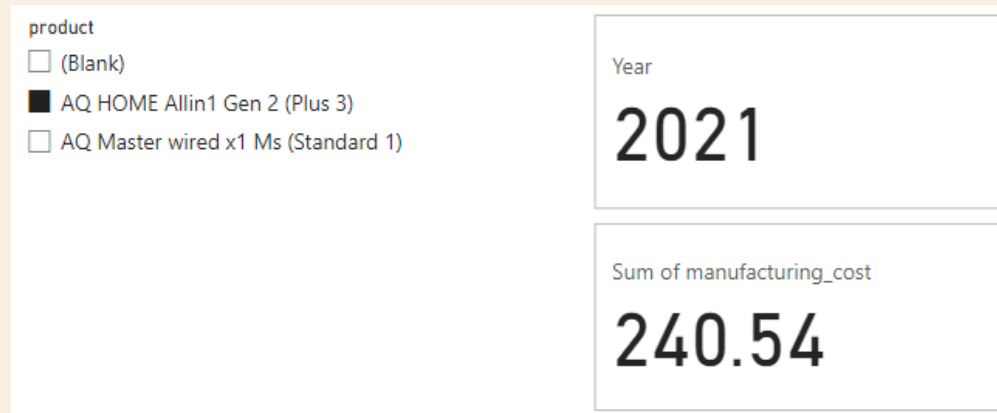 product
(Blank)
AQ HOME Allin1 Gen 2 (Plus 3)
AQ Master wired x1 Ms (Standard 1)
Year
2021
Sum of manufacturing_cost
240.54